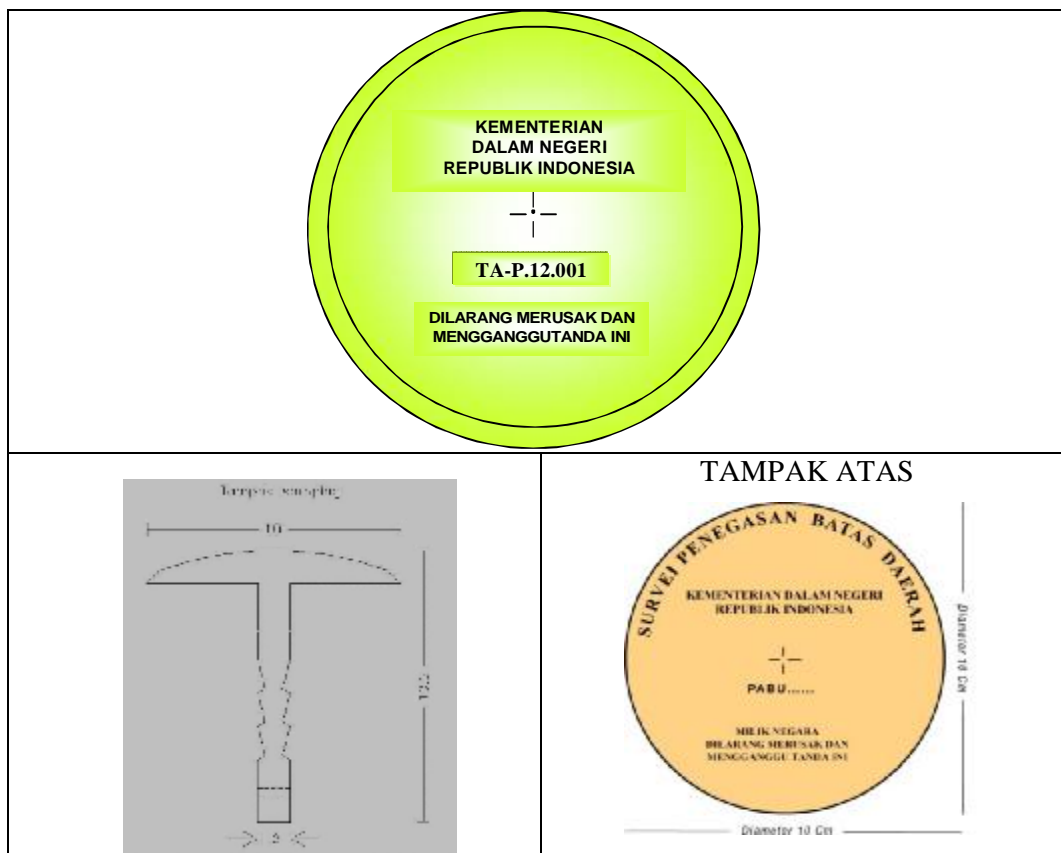 KEMENTERIAN
DALAM NEGERI
REPUBLIK INDONESIA
TA-P.12.001
DILARANG MERUSAK DAN
MENGGANGGUTANDA INI
Tampak samping
10
TAMPAK ATAS
SURVEI PENEGASAN BATAS DAERAH
KEMENTERIAN DALAM NEGERI
REPUBLIK INDONESIA
PABU......
MILIK NEGARA
DILARANG MERUSAK DAN
MENGGANGGU TANDA INI
Diameter 10 Cm
Diameter 10 Cm